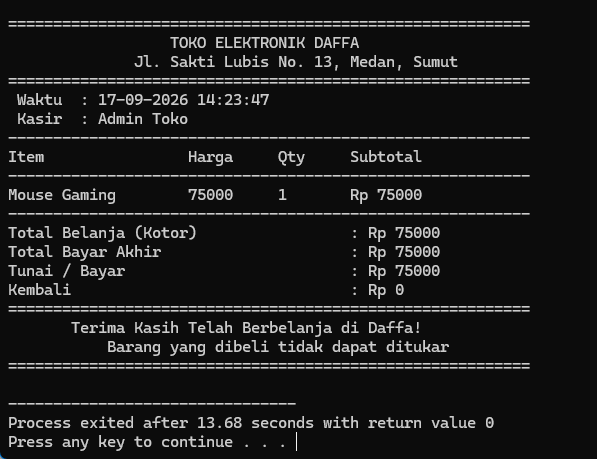 ==========================================================
TOKO ELEKTRONIK DAFFA
Jl. Sakti Lubis No. 13, Medan, Sumut
==========================================================
Waktu  : 17-09-2026 14:23:47
Kasir  : Admin Toko
----------------------------------------------------------
Item                Harga     Qty     Subtotal
----------------------------------------------------------
Mouse Gaming        75000     1       Rp 75000
----------------------------------------------------------
Total Belanja (Kotor)                 : Rp 75000
Total Bayar Akhir                     : Rp 75000
Tunai / Bayar                         : Rp 75000
Kembali                               : Rp 0
==========================================================
Terima Kasih Telah Berbelanja di Daffa!
Barang yang dibeli tidak dapat ditukar
==========================================================
--------------------------------
Process exited after 13.68 seconds with return value 0
Press any key to continue . . .